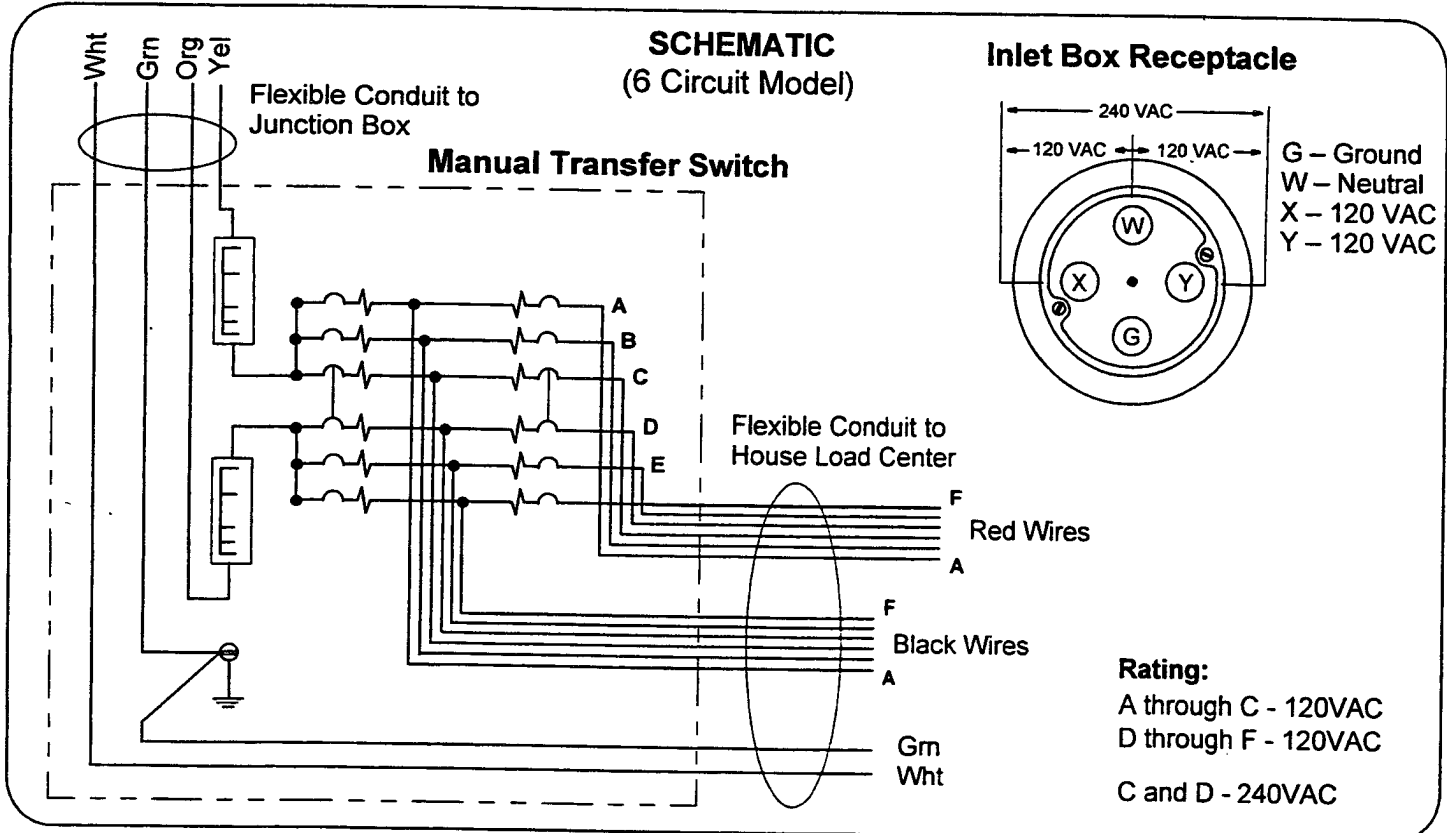 Wht
Grn
Org
Yel
SCHEMATIC
(6 Circuit Model)
Flexible Conduit to
Junction Box
Manual Transfer Switch
A
B
C
D
E
Flexible Conduit to
House Load Center
F
Red Wires
A
F
Black Wires
A
Grn
Wht
Inlet Box Receptacle
240 VAC
120 VAC
120 VAC
W
X
Y
G
G – Ground
W – Neutral
X – 120 VAC
Y – 120 VAC
Rating:
A through C - 120VAC
D through F - 120VAC
C and D - 240VAC